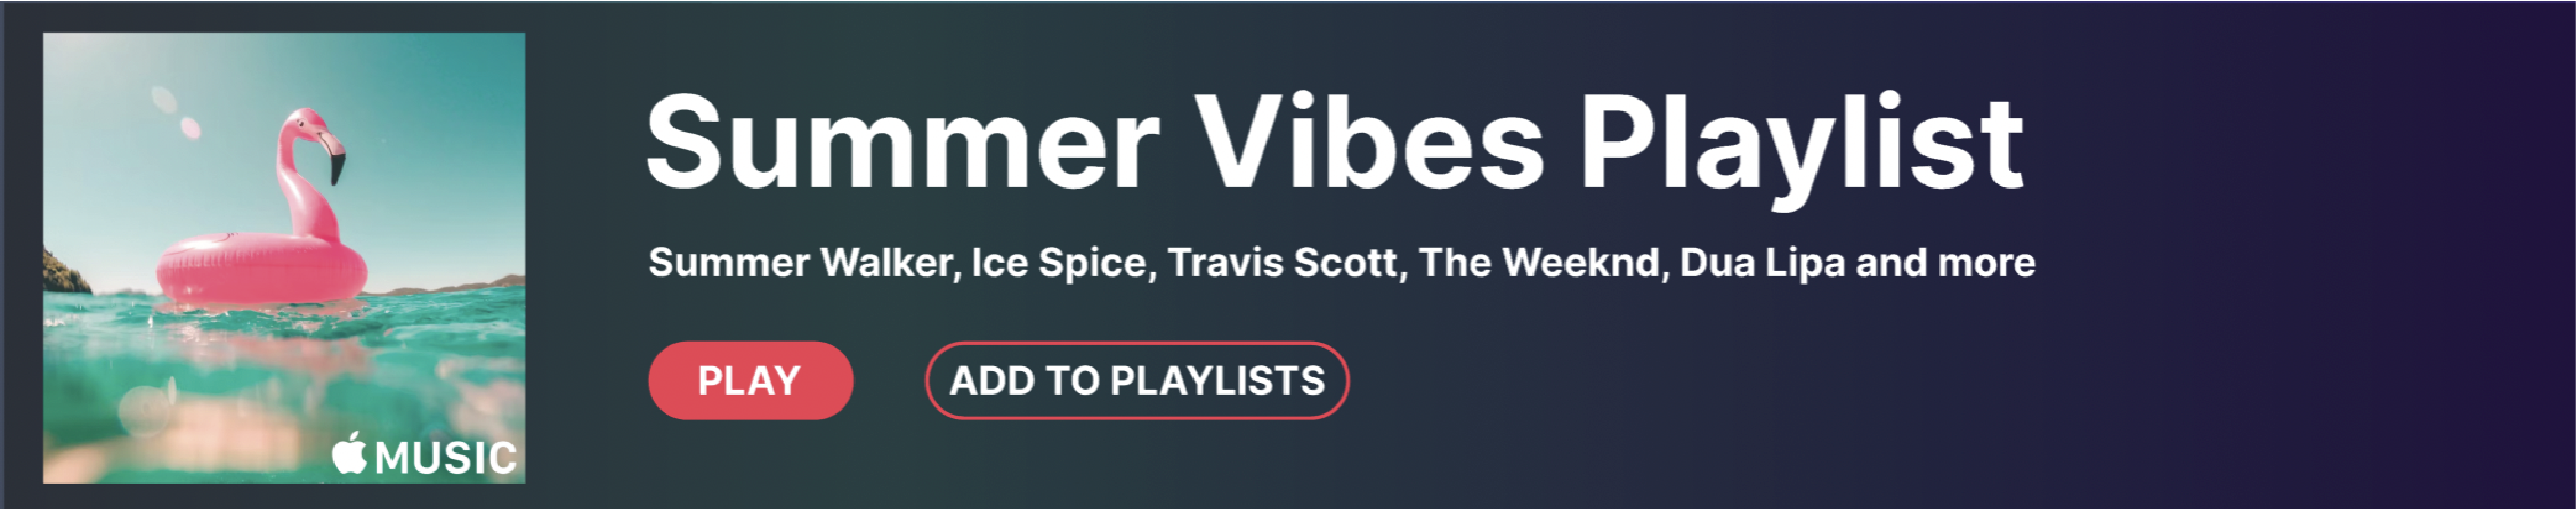 Summer Vibes Playlist
Summer Walker, Ice Spice, Travis Scott, The Weeknd, Dua Lipa and more
PLAY
ADD TO PLAYLISTS
MUSIC